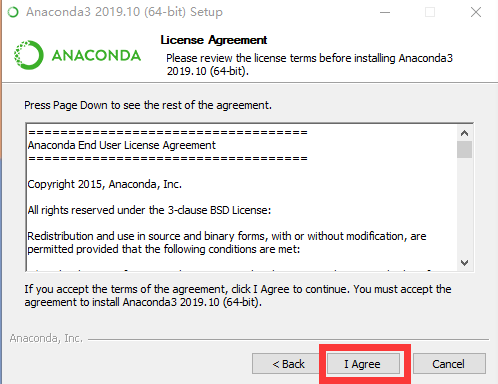 Anaconda3 2019.10 (64-bit) Setup
ANACONDA
License Agreement
Please review the license terms before installing Anaconda3
2019.10 (64-bit).
Press Page Down to see the rest of the agreement.
======================================
Anaconda End User License Agreement
======================================
Copyright 2015, Anaconda, Inc.
All rights reserved under the 3-clause BSD License:
Redistribution and use in source and binary forms, with or without modification, are
permitted provided that the following conditions are met:
If you accept the terms of the agreement, click I Agree to continue. You must accept the
agreement to install Anaconda3 2019.10 (64-bit).
Anaconda, Inc.
< Back
I Agree
Cancel